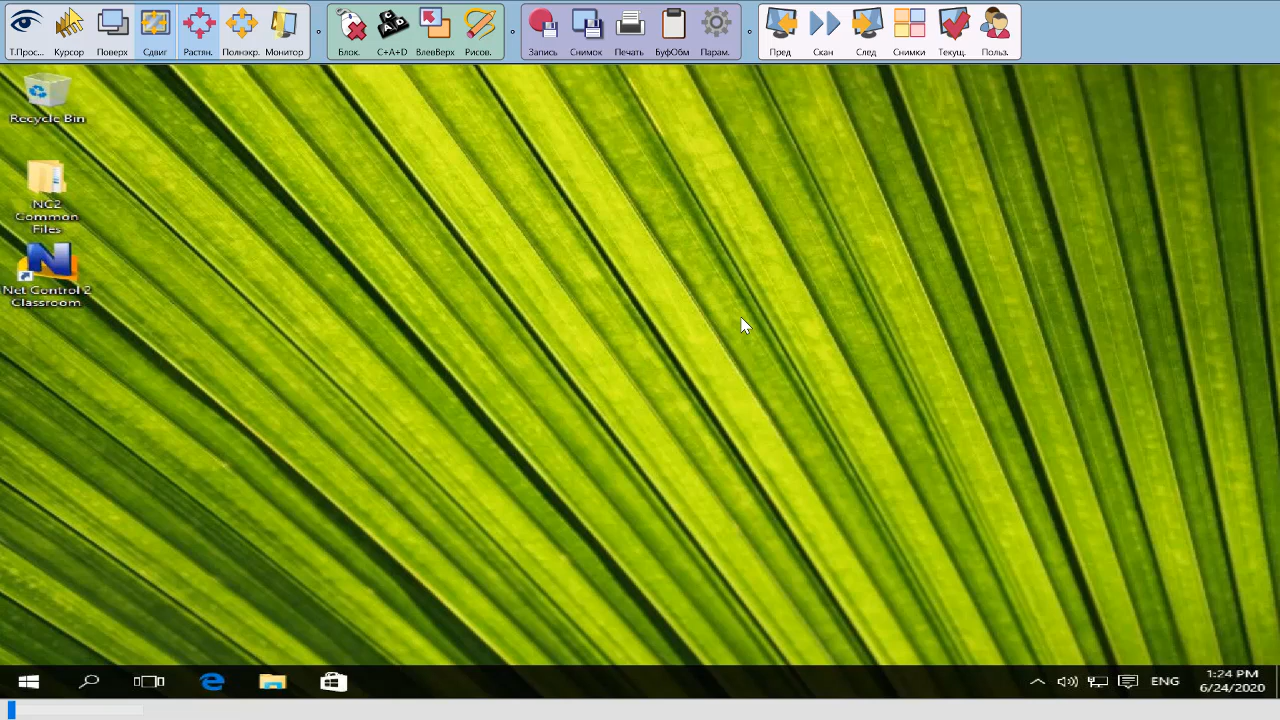 Т.Прос... Курсор Поверх Сдвиг Растян. Полнэкр. Монитор Блок. C+A+D ВлевВерх Рисов. Запись Снимок Печать БуфОбм Парам. Пред Скан След Снимки Текущ. Польз.
Recycle Bin
NC2
Common
Files
Net Control 2
Classroom
ENG
1:24 PM
6/24/2020